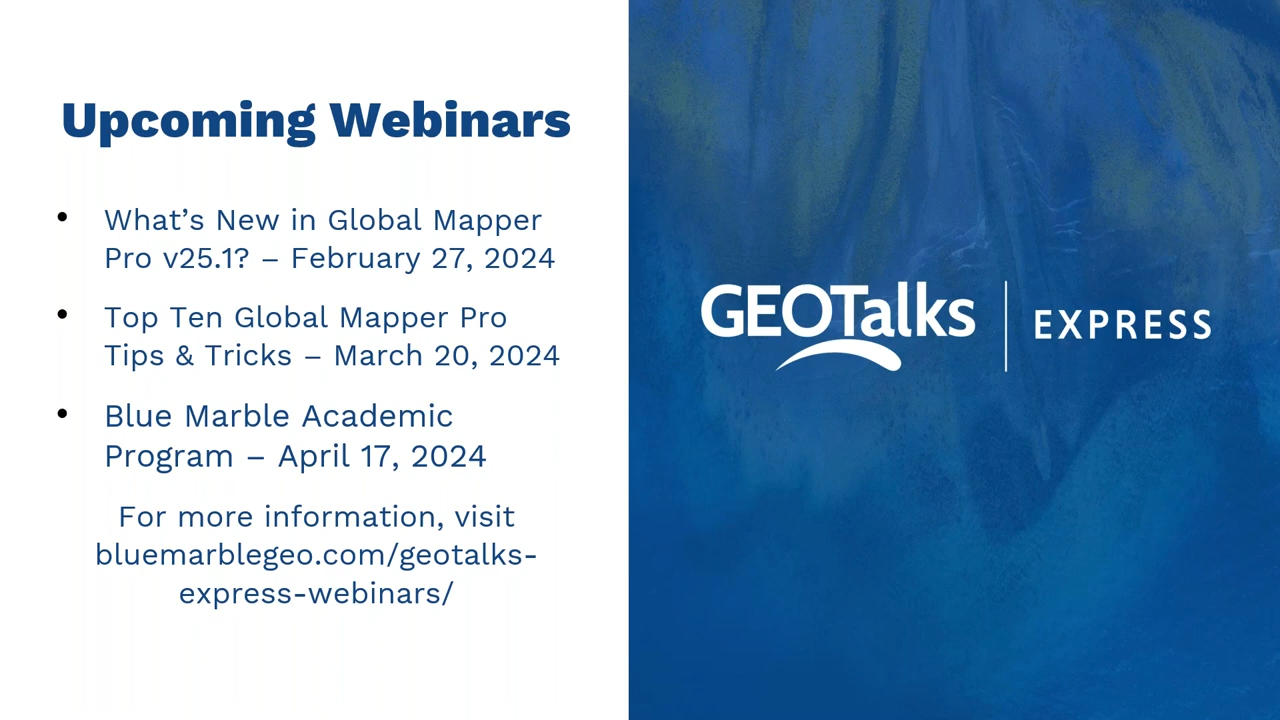 Upcoming Webinars
• What’s New in Global Mapper
Pro v25.1? – February 27, 2024
• Top Ten Global Mapper Pro
Tips & Tricks – March 20, 2024
• Blue Marble Academic
Program – April 17, 2024
For more information, visit
bluemarblegeo.com/geotalks-
express-webinars/
GEOTalks | EXPRESS